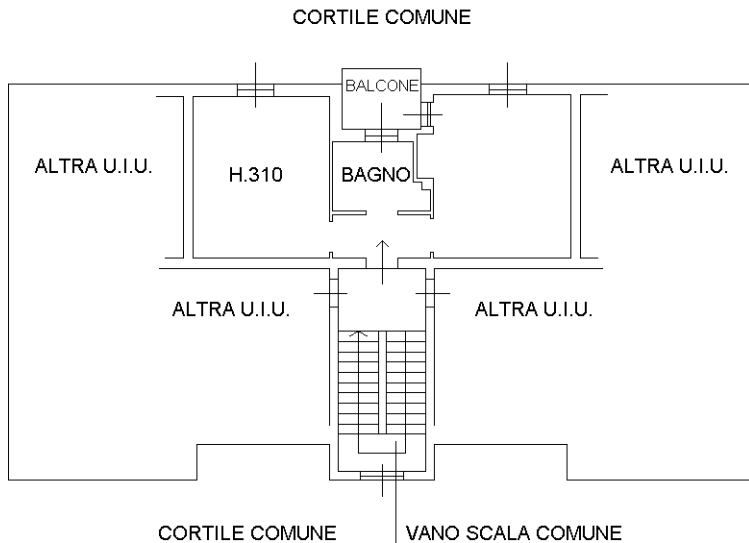 CORTILE COMUNE
BALCONE
ALTRA U.I.U.
H.310
BAGNO
ALTRA U.I.U.
ALTRA U.I.U.
ALTRA U.I.U.
CORTILE COMUNE
VANO SCALA COMUNE